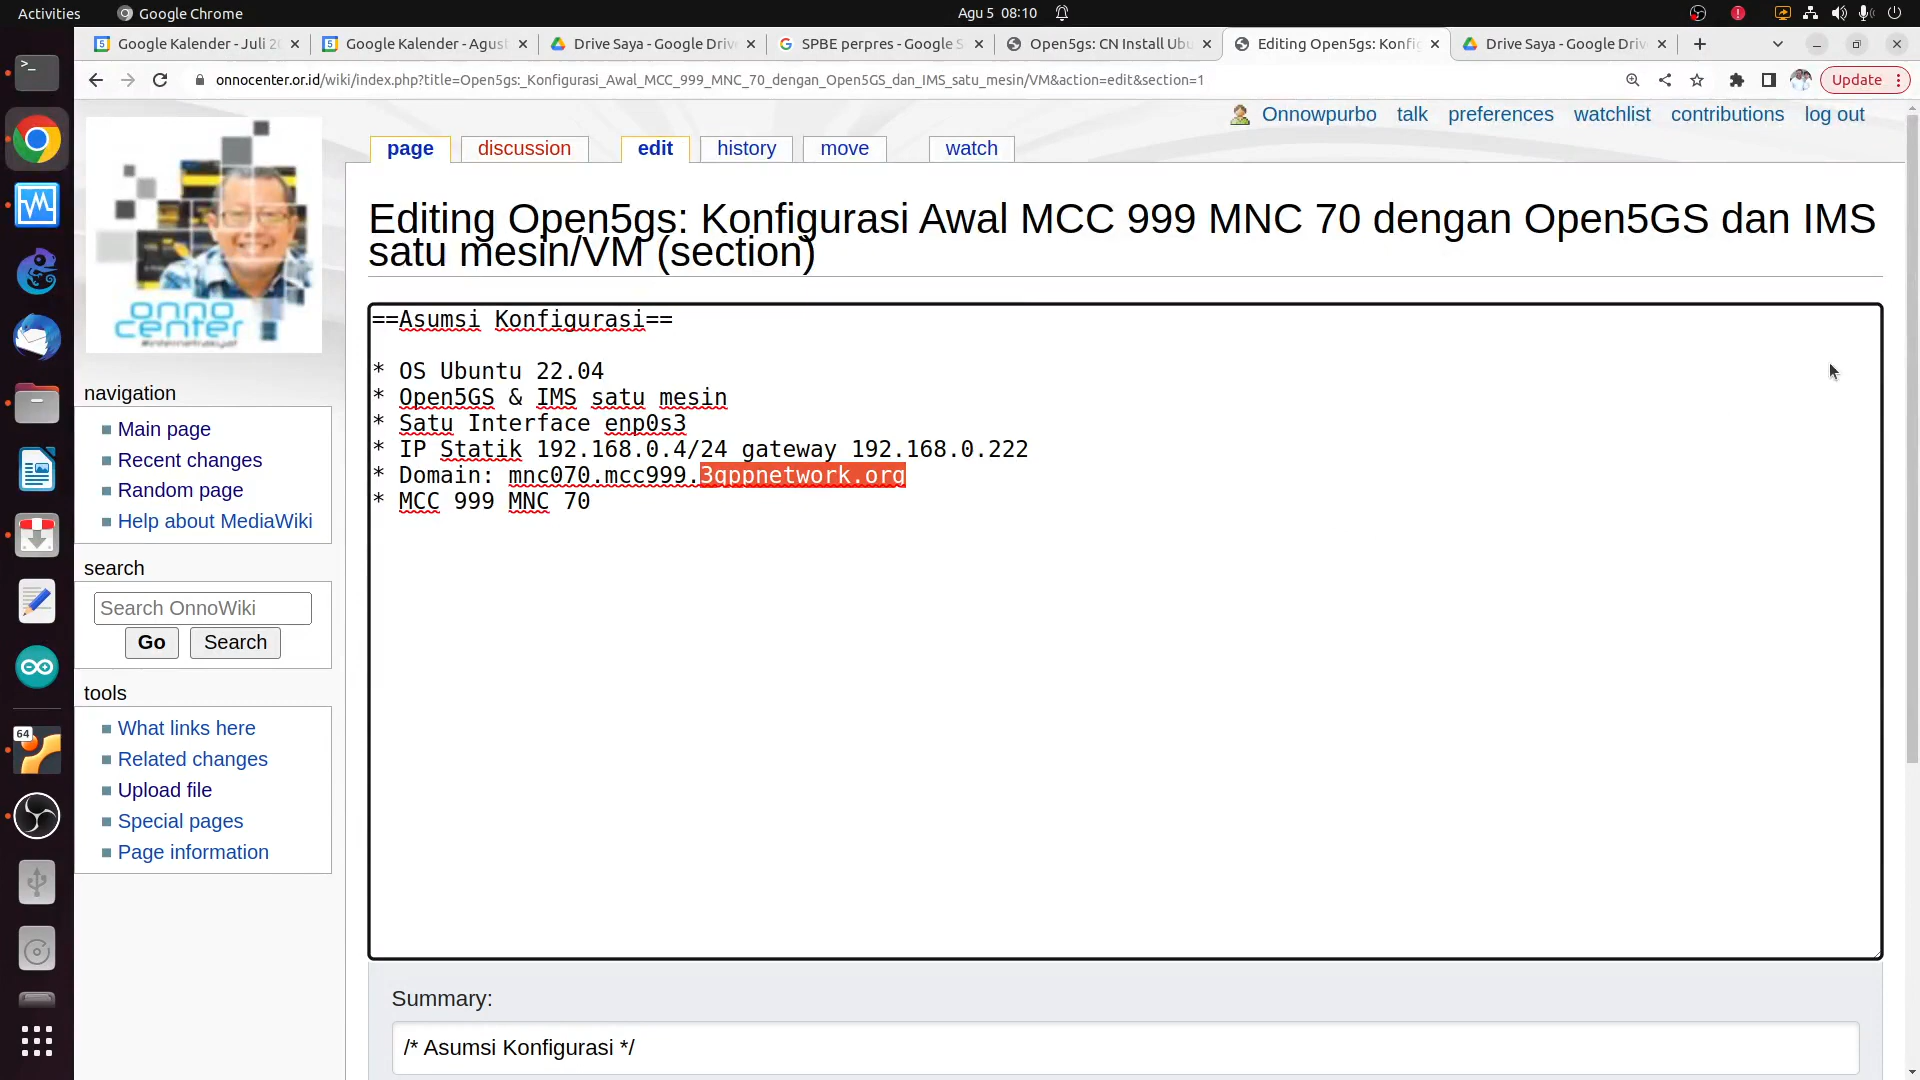 Activities Google Chrome Agu 5 08:10
Google Kalender - Juli 2
Google Kalender - Agus
Drive Saya - Google Driv
SPBE perpres - Google S
Open5gs: CN Install Ubu
Editing Open5gs: Konfig
Drive Saya - Google Driv
onnocenter.or.id/wiki/index.php?title=Open5gs:_Konfigurasi_Awal_MCC_999_MNC_70_dengan_Open5GS_dan_IMS_satu_mesin/VM&action=edit&section=1
Update
Onnowpurbo talk preferences watchlist contributions log out
page discussion edit history move watch
Editing Open5gs: Konfigurasi Awal MCC 999 MNC 70 dengan Open5GS dan IMS
satu mesin/VM (section)
==Asumsi Konfigurasi==
* OS Ubuntu 22.04
* Open5GS & IMS satu mesin
* Satu Interface enp0s3
* IP Statik 192.168.0.4/24 gateway 192.168.0.222
* Domain: mnc070.mcc999.3gppnetwork.org
* MCC 999 MNC 70
Summary:
/* Asumsi Konfigurasi */
onno
center
navigation
Main page
Recent changes
Random page
Help about MediaWiki
search
Search OnnoWiki
Go Search
tools
What links here
Related changes
Upload file
Special pages
Page information
64